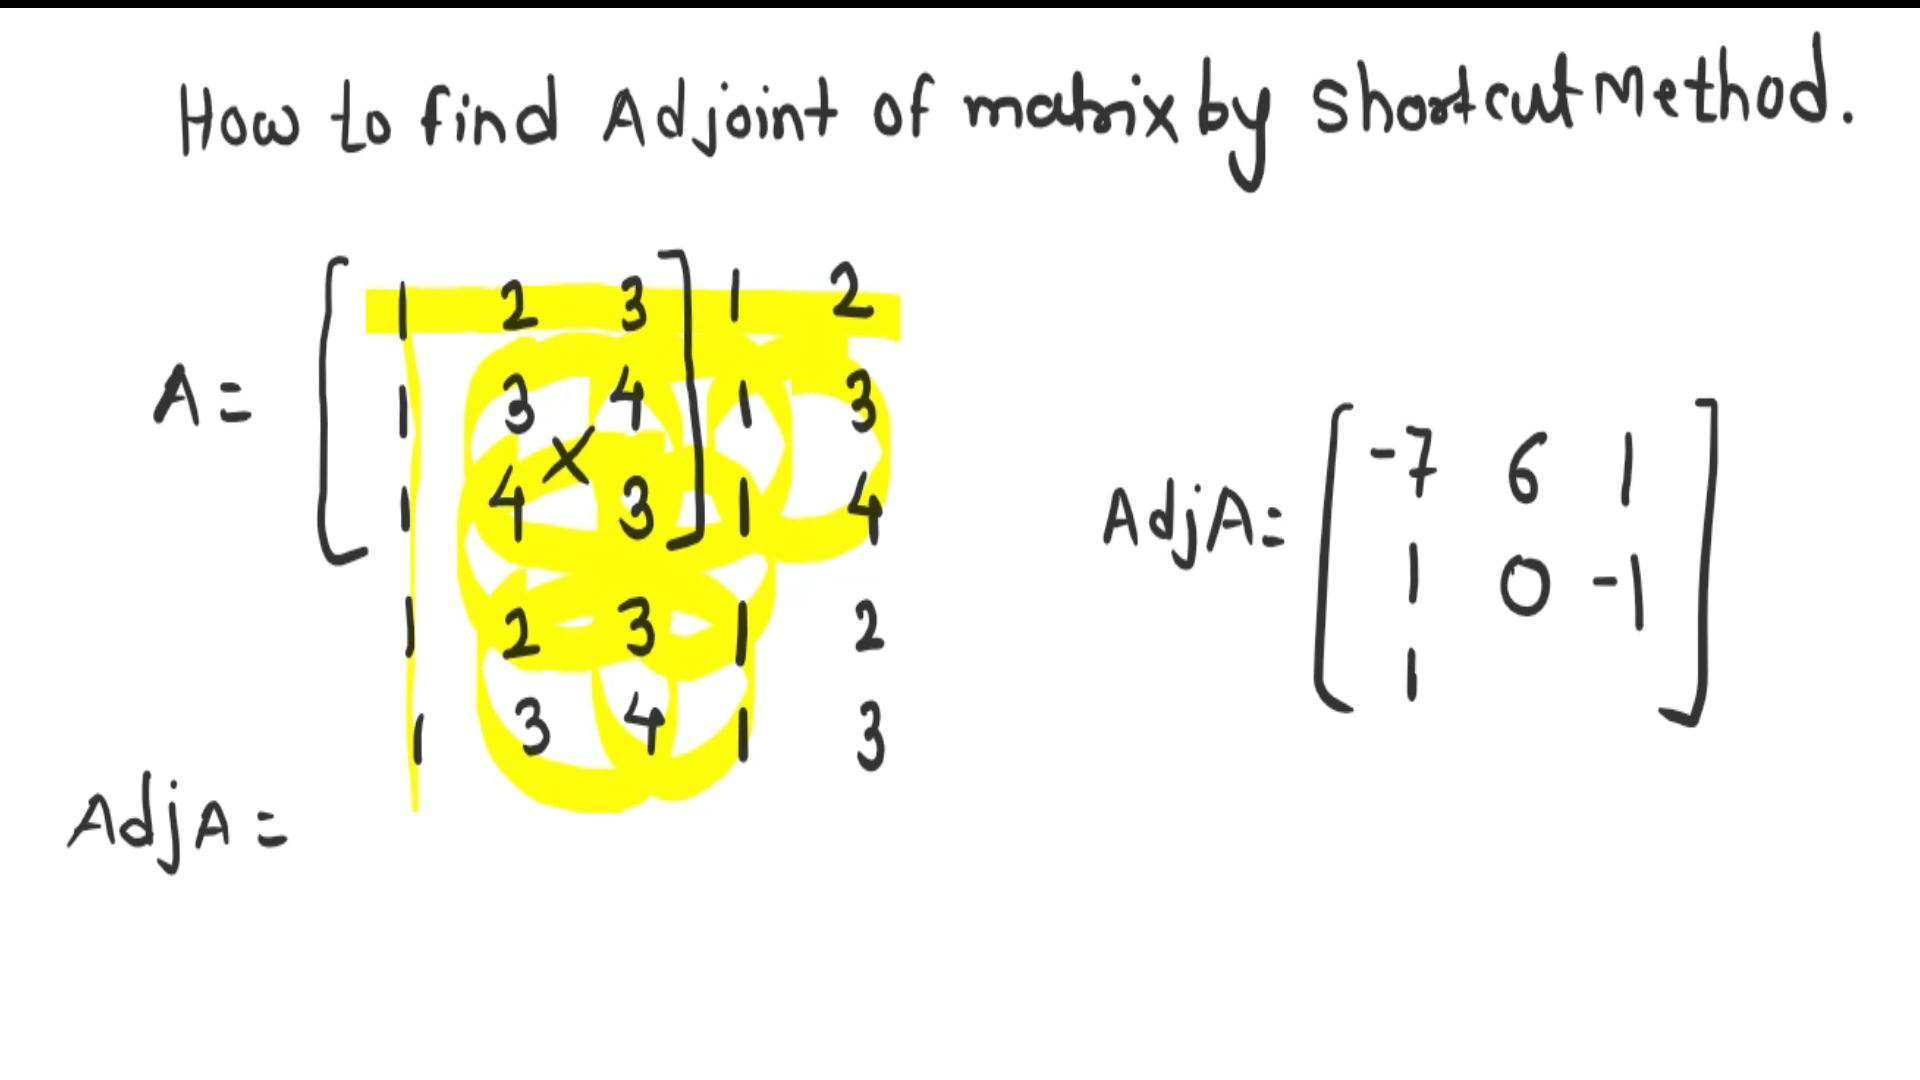 How to find Adjoint of matrix by shortcut Method.
A = [ 1 2 3 ] 1 2
1 3 4 1 3
×
1 4 3 1 4
1 2 3 1 2
1 3 4 1 3
AdjA =
AdjA = [ -7 6 1 ]
1 0 -1
1